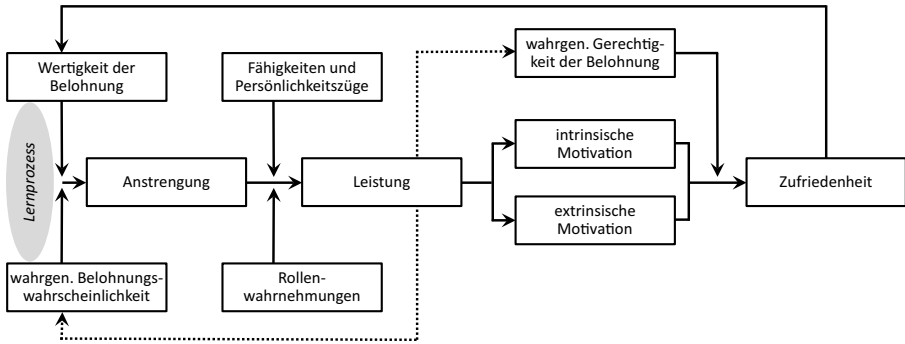 Wertigkeit der
Belohnung
Fähigkeiten und
Persönlichkeitszüge
wahrgen. Gerechtig-
keit der Belohnung
Lernprozess
Anstrengung
Leistung
intrinsische
Motivation
extrinsische
Motivation
Zufriedenheit
wahrgen. Belohnungs-
wahrscheinlichkeit
Rollen-
wahrnehmungen